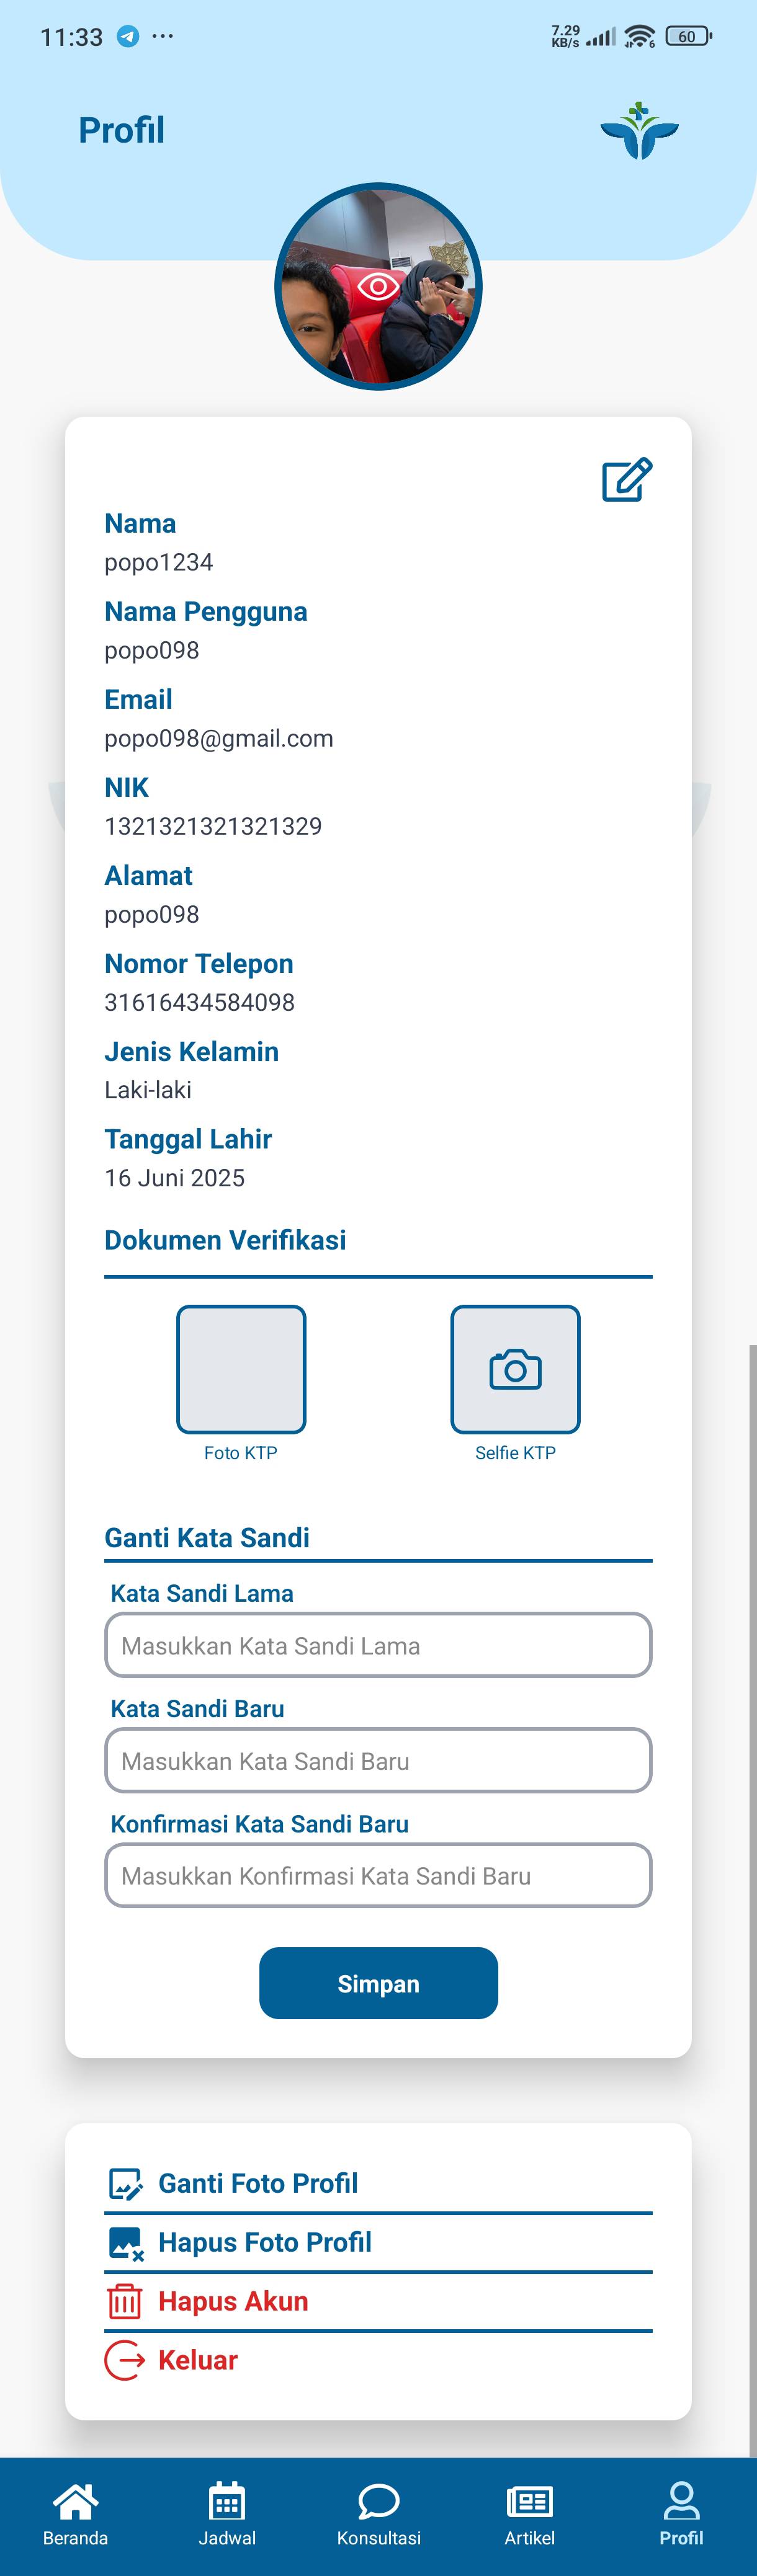 11:33
7.29
KB/s
6
60
Profil
Nama
popo1234
Nama Pengguna
popo098
Email
popo098@gmail.com
NIK
1321321321321329
Alamat
popo098
Nomor Telepon
31616434584098
Jenis Kelamin
Laki-laki
Tanggal Lahir
16 Juni 2025
Dokumen Verifikasi
Foto KTP
Selfie KTP
Ganti Kata Sandi
Kata Sandi Lama
Masukkan Kata Sandi Lama
Kata Sandi Baru
Masukkan Kata Sandi Baru
Konfirmasi Kata Sandi Baru
Masukkan Konfirmasi Kata Sandi Baru
Simpan
Ganti Foto Profil
Hapus Foto Profil
Hapus Akun
Keluar
Beranda
Jadwal
Konsultasi
Artikel
Profil